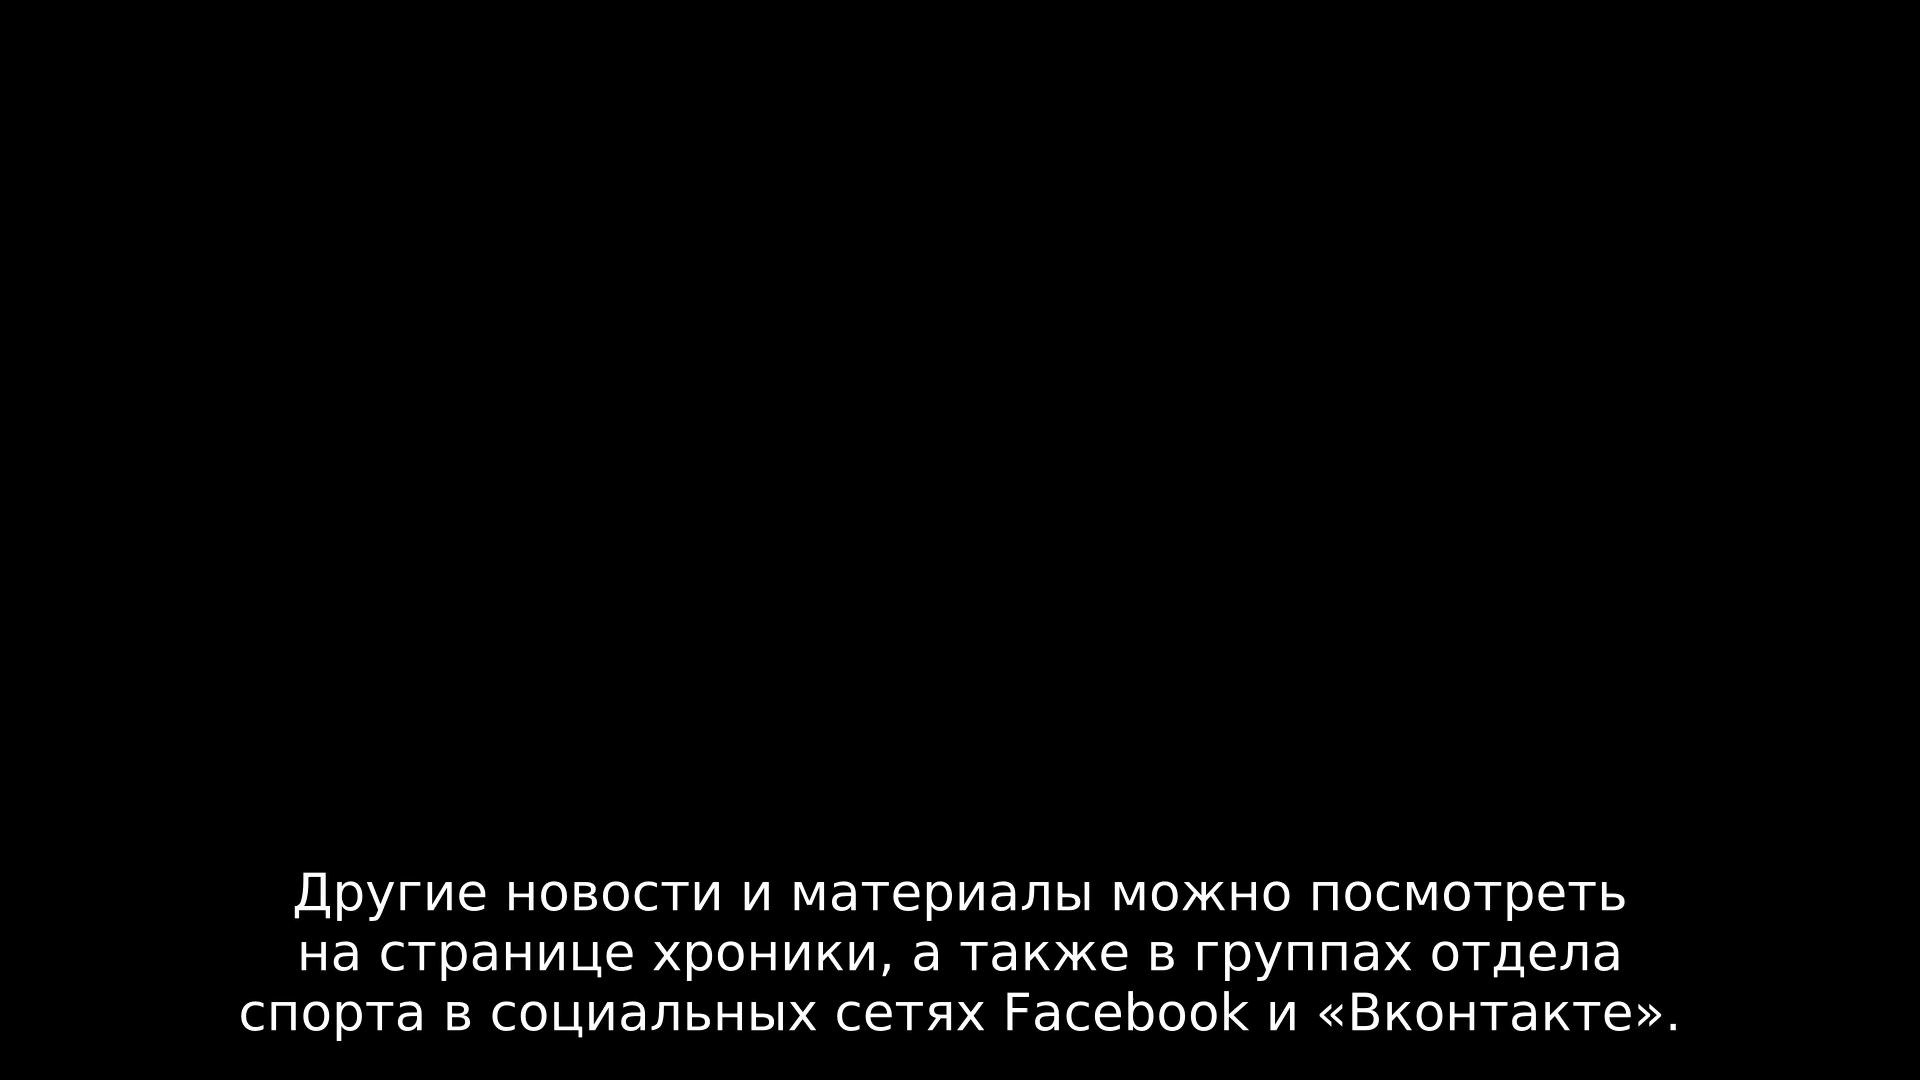 Другие новости и материалы можно посмотреть
на странице хроники, а также в группах отдела
спорта в социальных сетях Facebook и «Вконтакте».